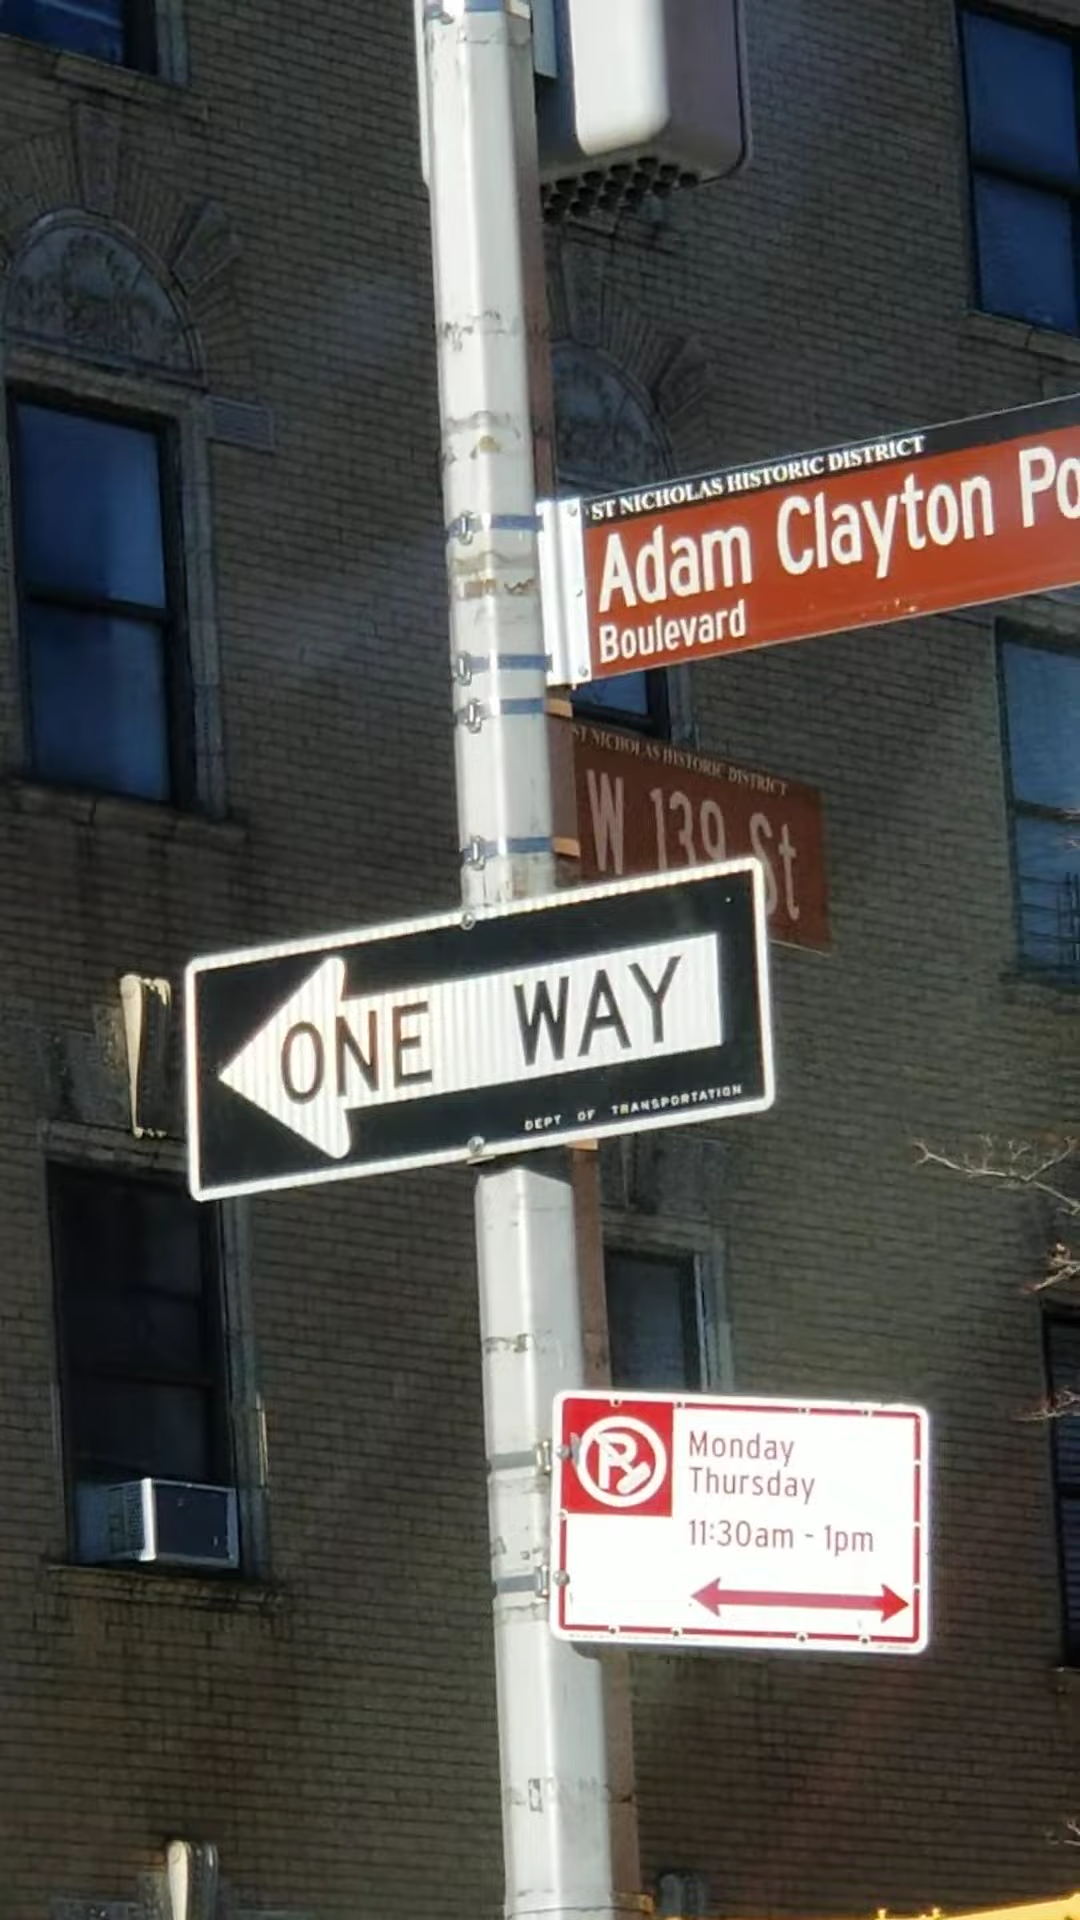 ST NICHOLAS HISTORIC DISTRICT
Adam Clayton Po
Boulevard
ST NICHOLAS HISTORIC DISTRICT
W 139 St
ONE WAY
DEPT OF TRANSPORTATION
P
Monday
Thursday
11:30am - 1pm